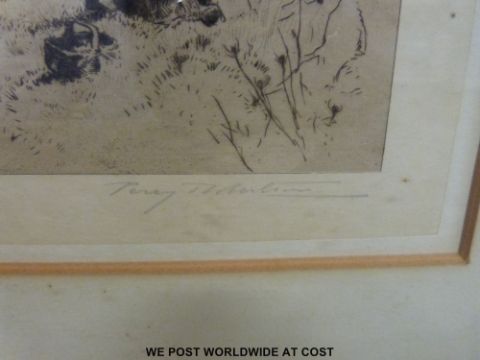 Percy Robertson
WE POST WORLDWIDE AT COST